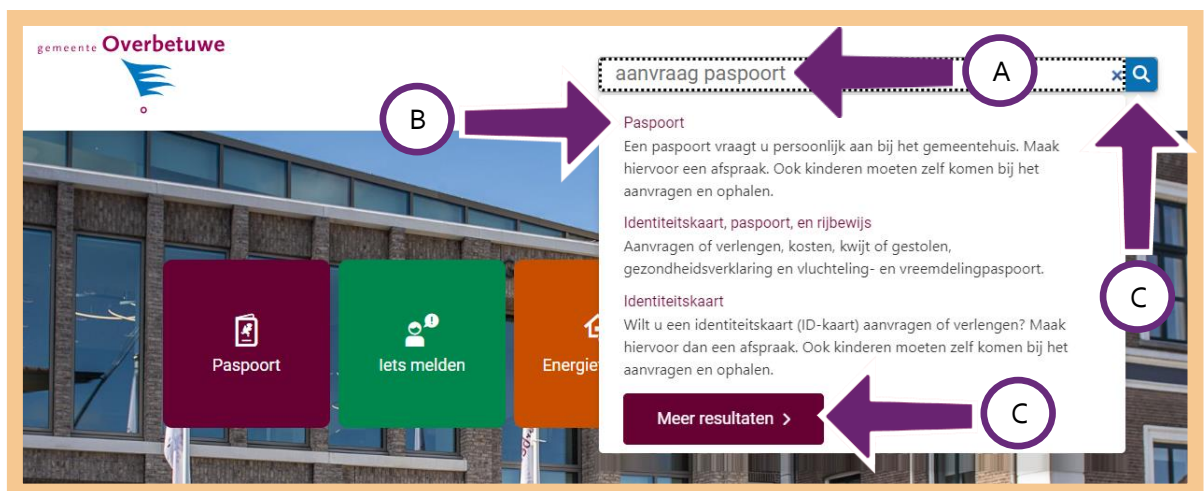 gemeente Overbetuwe
aanvraag paspoort
A
B
Paspoort
Een paspoort vraagt u persoonlijk aan bij het gemeentehuis. Maak
hiervoor een afspraak. Ook kinderen moeten zelf komen bij het
aanvragen en ophalen.
Identiteitskaart, paspoort, en rijbewijs
Aanvragen of verlengen, kosten, kwijt of gestolen,
gezondheidsverklaring en vluchteling- en vreemdelingpaspoort.
C
Identiteitskaart
Wilt u een identiteitskaart (ID-kaart) aanvragen of verlengen? Maak
hiervoor dan een afspraak. Ook kinderen moeten zelf komen bij het
aanvragen en ophalen.
Meer resultaten
C
Paspoort
Iets melden